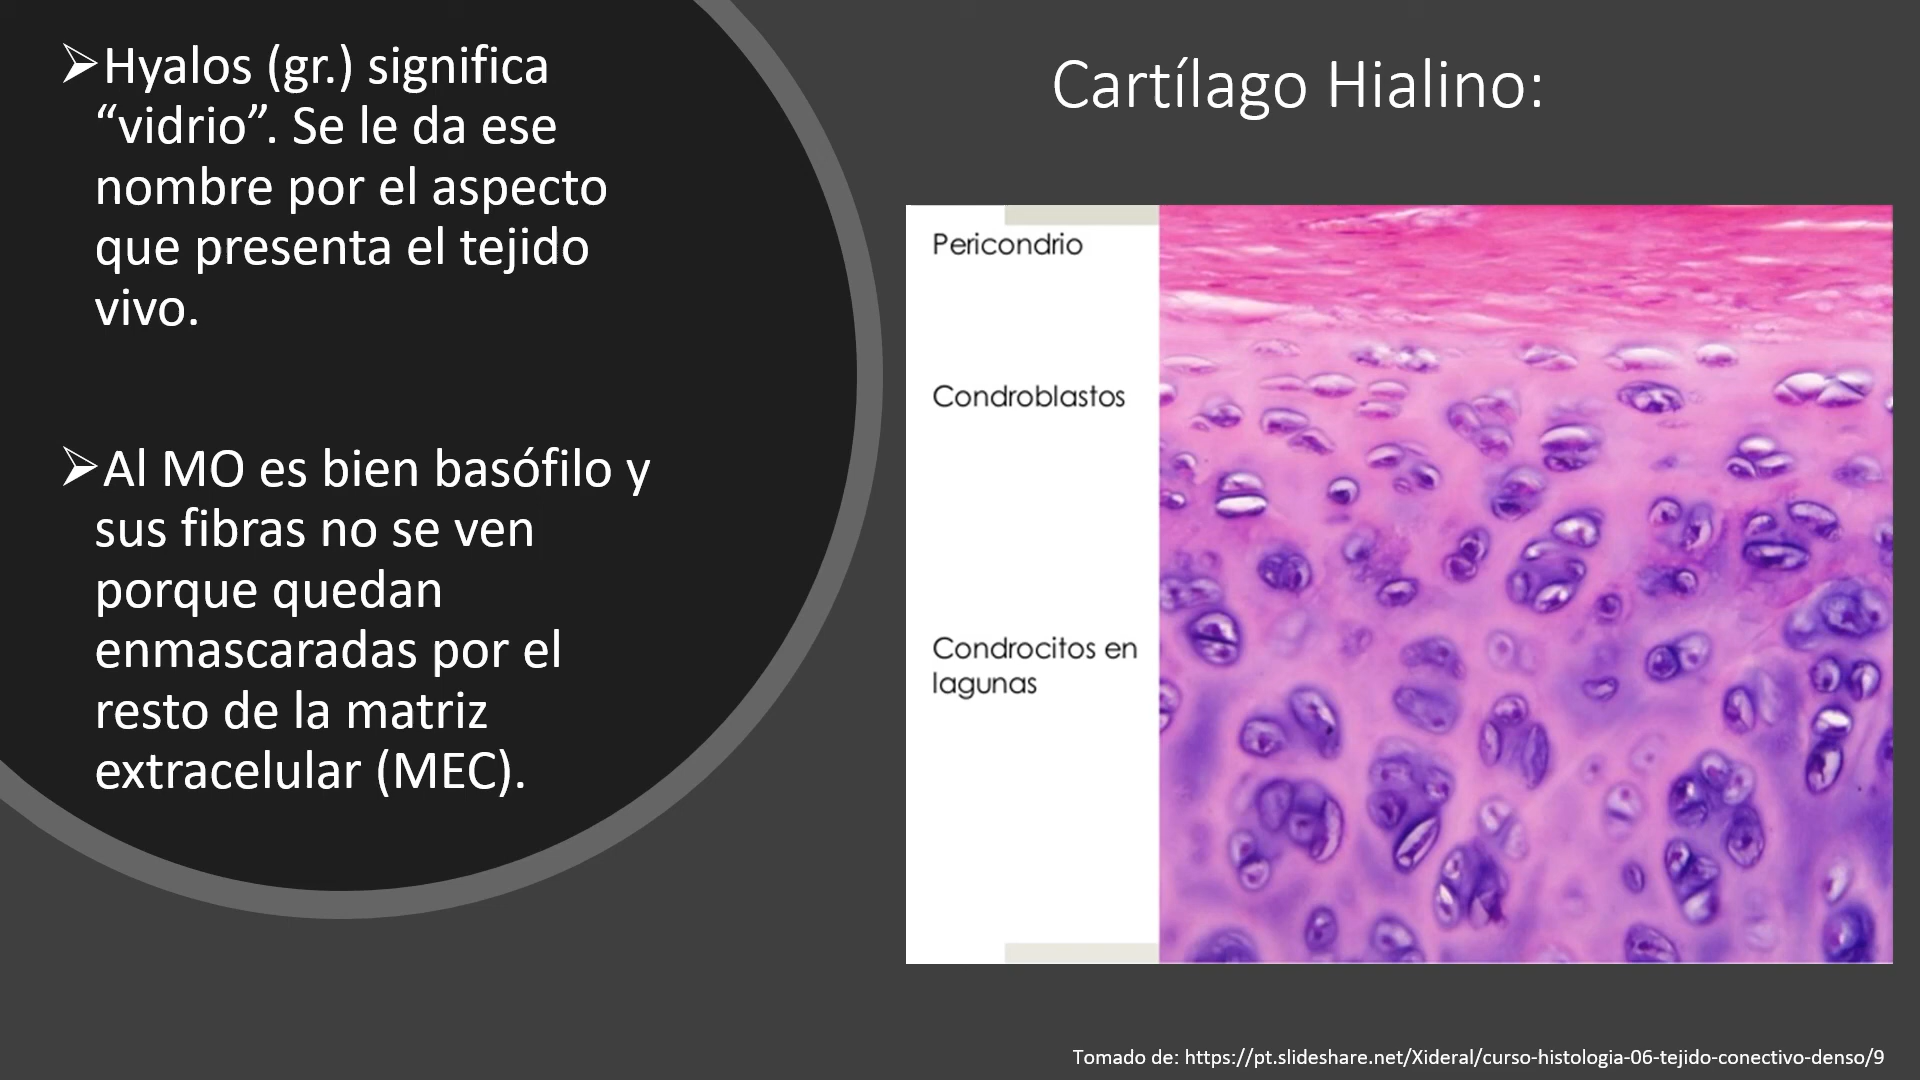 ➢Hyalos (gr.) significa
“vidrio”. Se le da ese
nombre por el aspecto
que presenta el tejido
vivo.
➢Al MO es bien basófilo y
sus fibras no se ven
porque quedan
enmascaradas por el
resto de la matriz
extracelular (MEC).
Cartílago Hialino:
Pericondrio
Condroblastos
Condrocitos en
lagunas
Tomado de: https://pt.slideshare.net/Xideral/curso-histologia-06-tejido-conectivo-denso/9